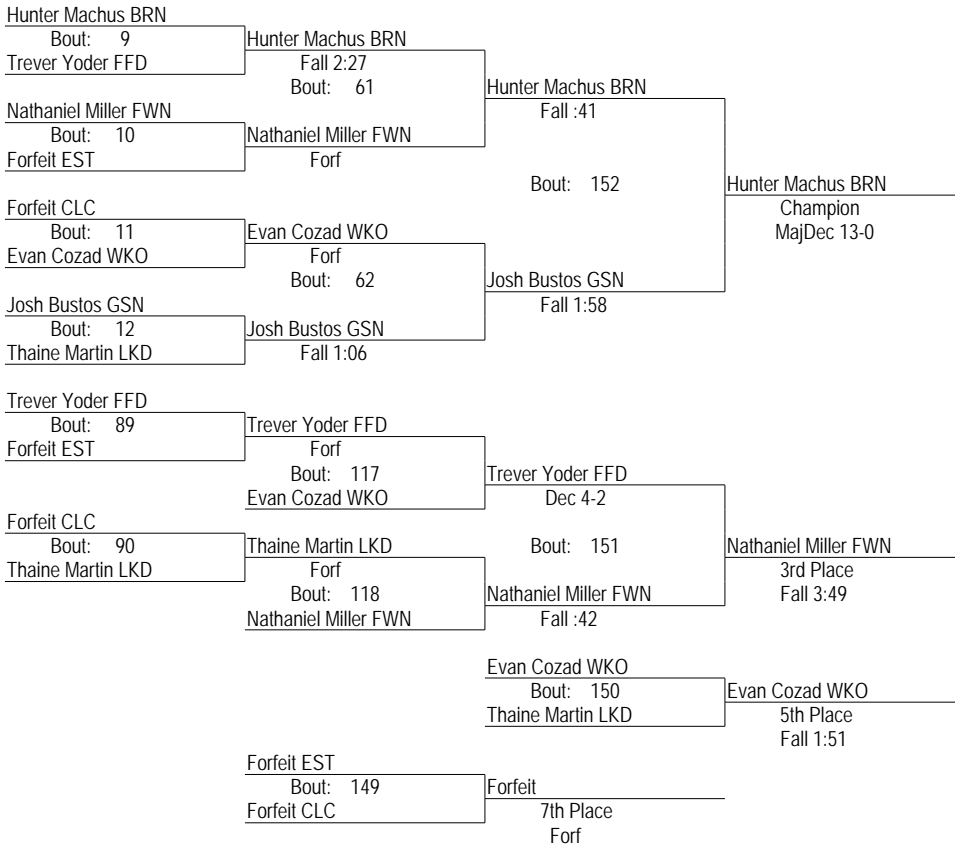 Hunter Machus BRN
Bout: 9
Trever Yoder FFD
Hunter Machus BRN
Fall 2:27
Bout: 61
Nathaniel Miller FWN
Bout: 10
Forfeit EST
Nathaniel Miller FWN
Forf
Hunter Machus BRN
Fall :41
Bout: 152
Hunter Machus BRN
Champion
MajDec 13-0
Forfeit CLC
Bout: 11
Evan Cozad WKO
Evan Cozad WKO
Forf
Bout: 62
Josh Bustos GSN
Fall 1:58
Josh Bustos GSN
Bout: 12
Thaine Martin LKD
Josh Bustos GSN
Fall 1:06
Trever Yoder FFD
Bout: 89
Forfeit EST
Trever Yoder FFD
Forf
Bout: 117
Evan Cozad WKO
Trever Yoder FFD
Dec 4-2
Forfeit CLC
Bout: 90
Thaine Martin LKD
Thaine Martin LKD
Forf
Bout: 118
Nathaniel Miller FWN
Bout: 151
Nathaniel Miller FWN
Fall :42
Nathaniel Miller FWN
3rd Place
Fall 3:49
Evan Cozad WKO
Bout: 150
Thaine Martin LKD
Evan Cozad WKO
5th Place
Fall 1:51
Forfeit EST
Bout: 149
Forfeit CLC
Forfeit
7th Place
Forf